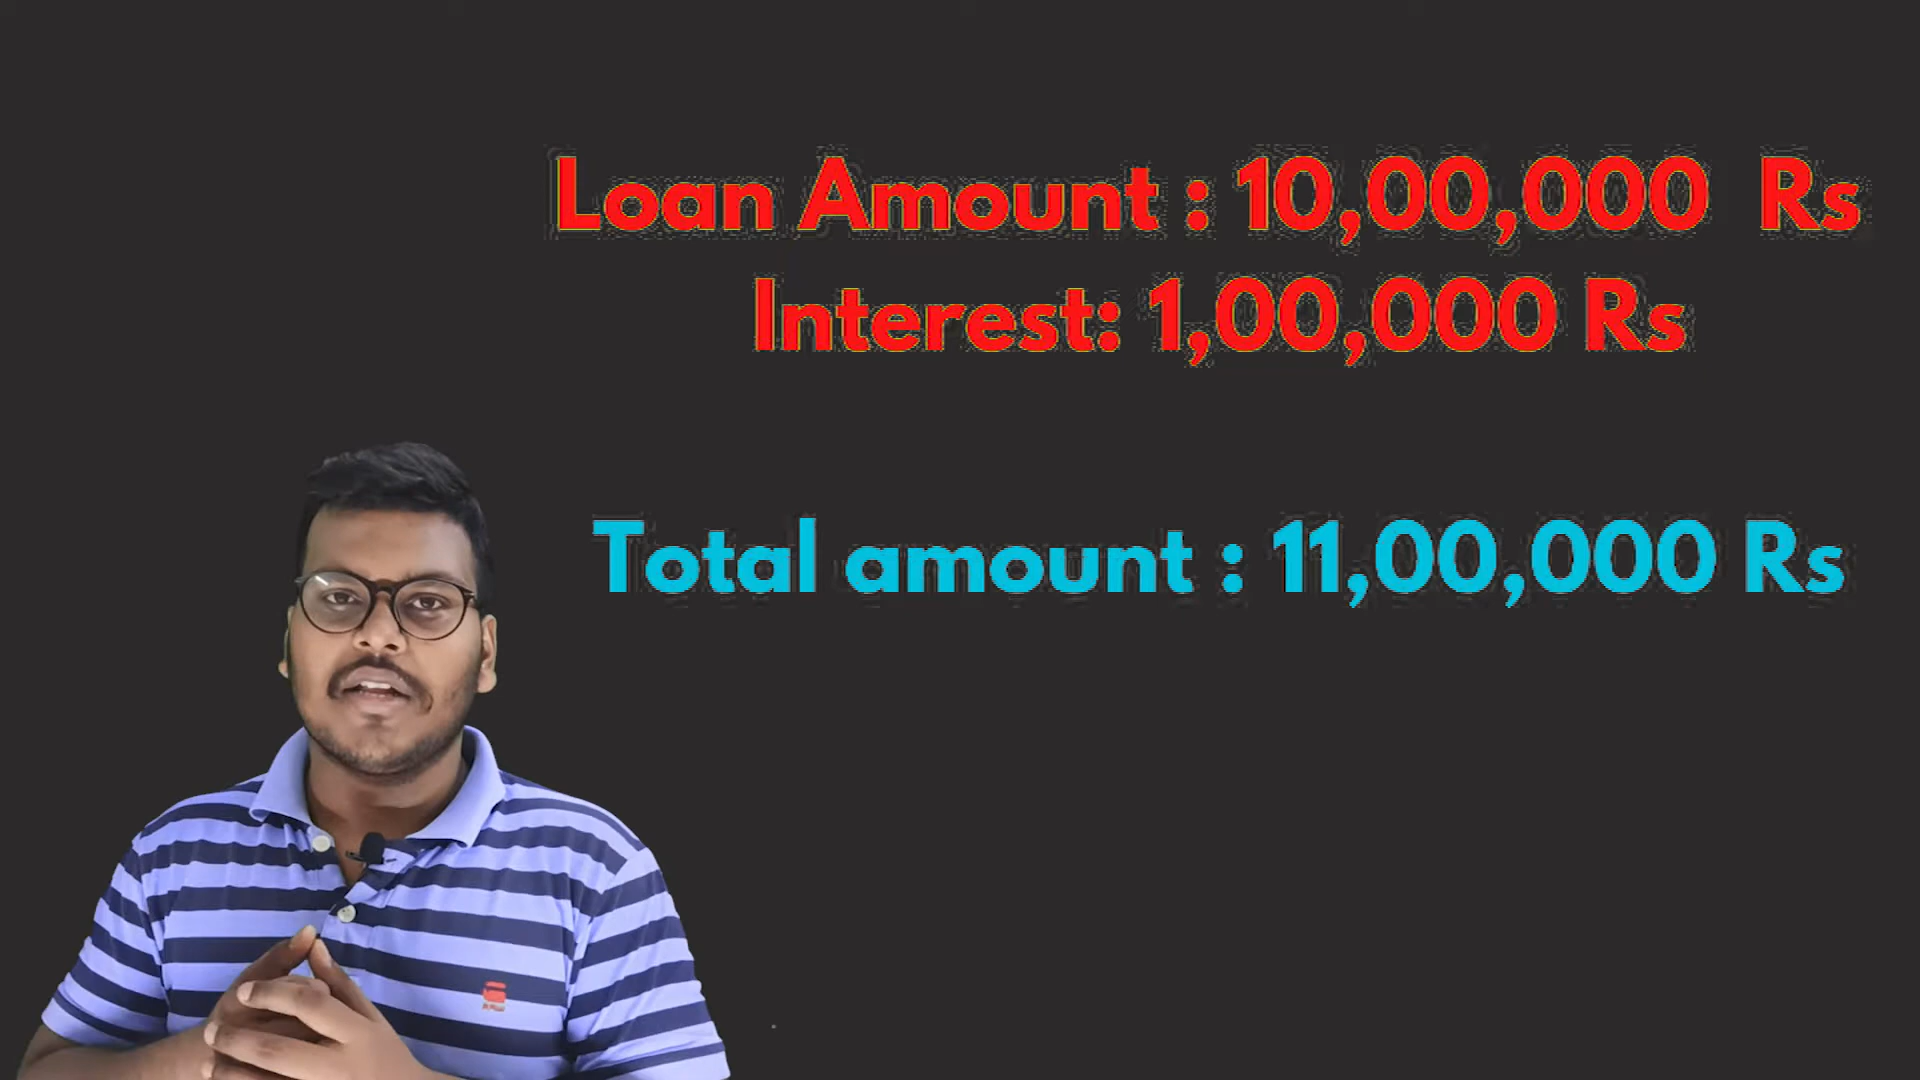 Loan Amount : 10,00,000 Rs
Interest: 1,00,000 Rs
Total amount : 11,00,000 Rs